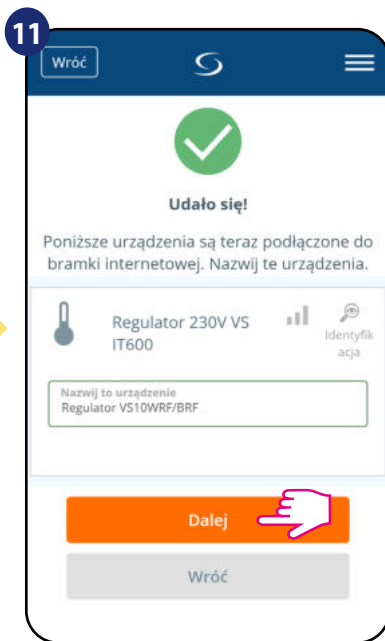 11
Wróć
Udało się!
Poniższe urządzenia są teraz podłączone do
bramki internetowej. Nazwij te urządzenia.
Regulator 230V VS
IT600
Identyfik
acja
Nazwij to urządzenie
Regulator VS10WRF/BRF
Dalej
Wróć